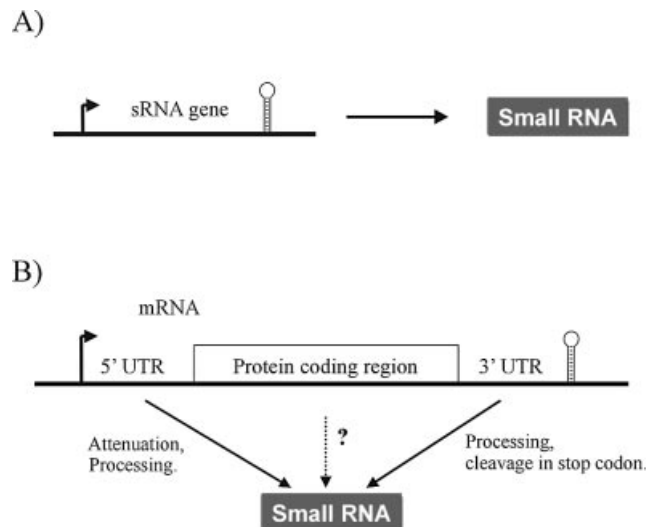 A)
sRNA gene
Small RNA
B)
mRNA
5' UTR
Protein coding region
3' UTR
Attenuation,
Processing.
?
Processing,
cleavage in stop codon.
Small RNA